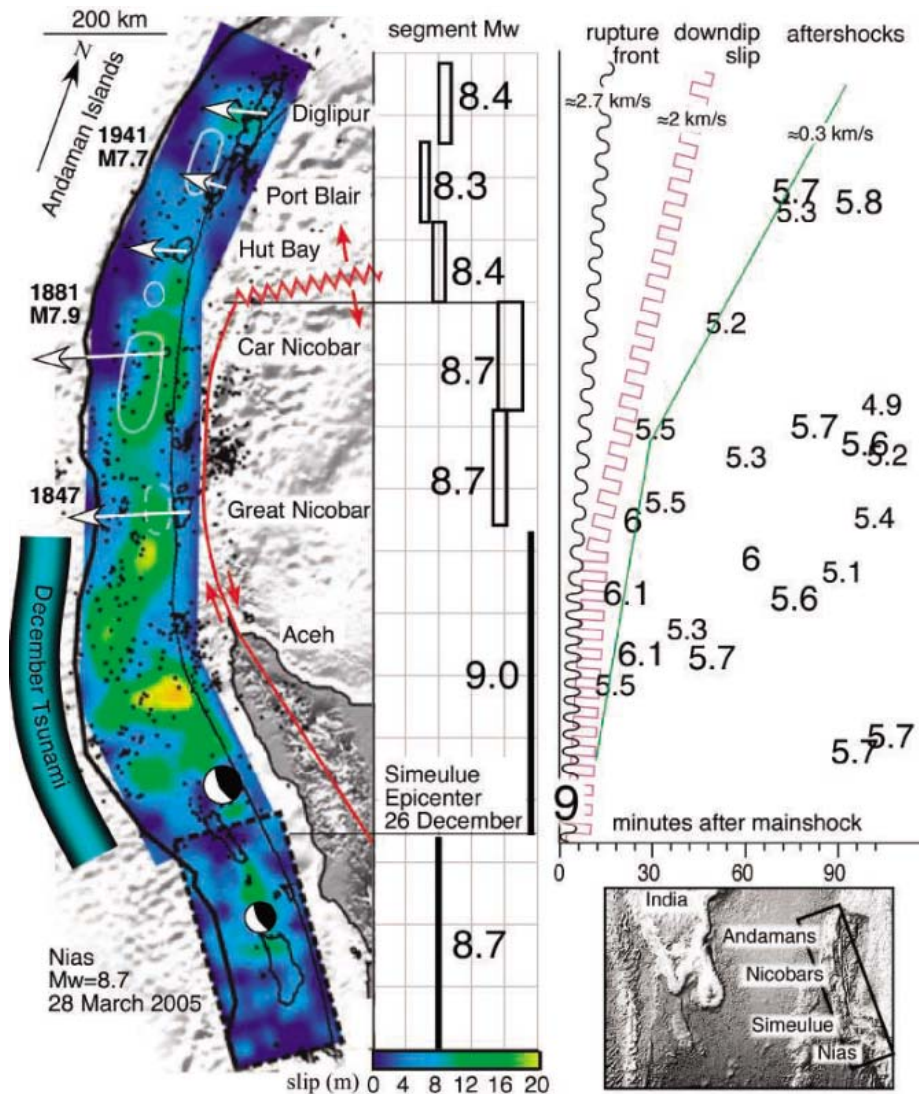 200 km
N
Andaman Islands
1941
M7.7
1881
M7.9
1847
December Tsunami
Nias
Mw=8.7
28 March 2005
Diglipur
Port Blair
Hut Bay
Car Nicobar
Great Nicobar
Aceh
segment Mw
8.4
8.3
8.4
8.7
8.7
9.0
Simeulue
Epicenter
26 December
8.7
slip (m) 0 4 8 12 16 20
rupture
front
downdip
slip
aftershocks
≈2.7 km/s
≈2 km/s
≈0.3 km/s
5.7
5.3
5.8
5.2
4.9
5.5
5.7
5.6
5.3
5.2
5.5
6
5.4
6
5.1
6.1
5.6
5.3
6.1
5.7
5.5
5.7
5.7
9
minutes after mainshock
0 30 60 90
India
Andamans
Nicobars
Simeulue
Nias